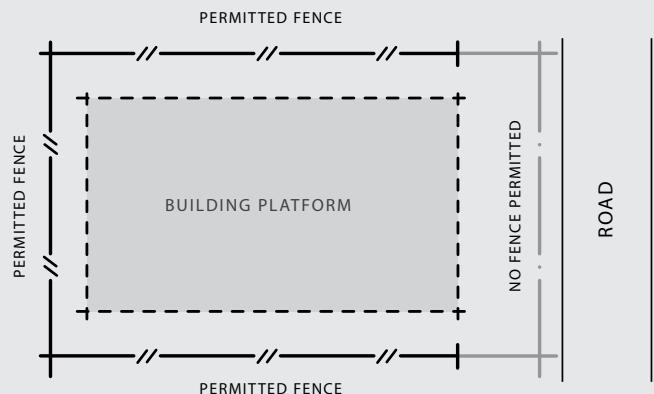 PERMITTED FENCE
PERMITTED FENCE
BUILDING PLATFORM
NO FENCE PERMITTED
ROAD
PERMITTED FENCE